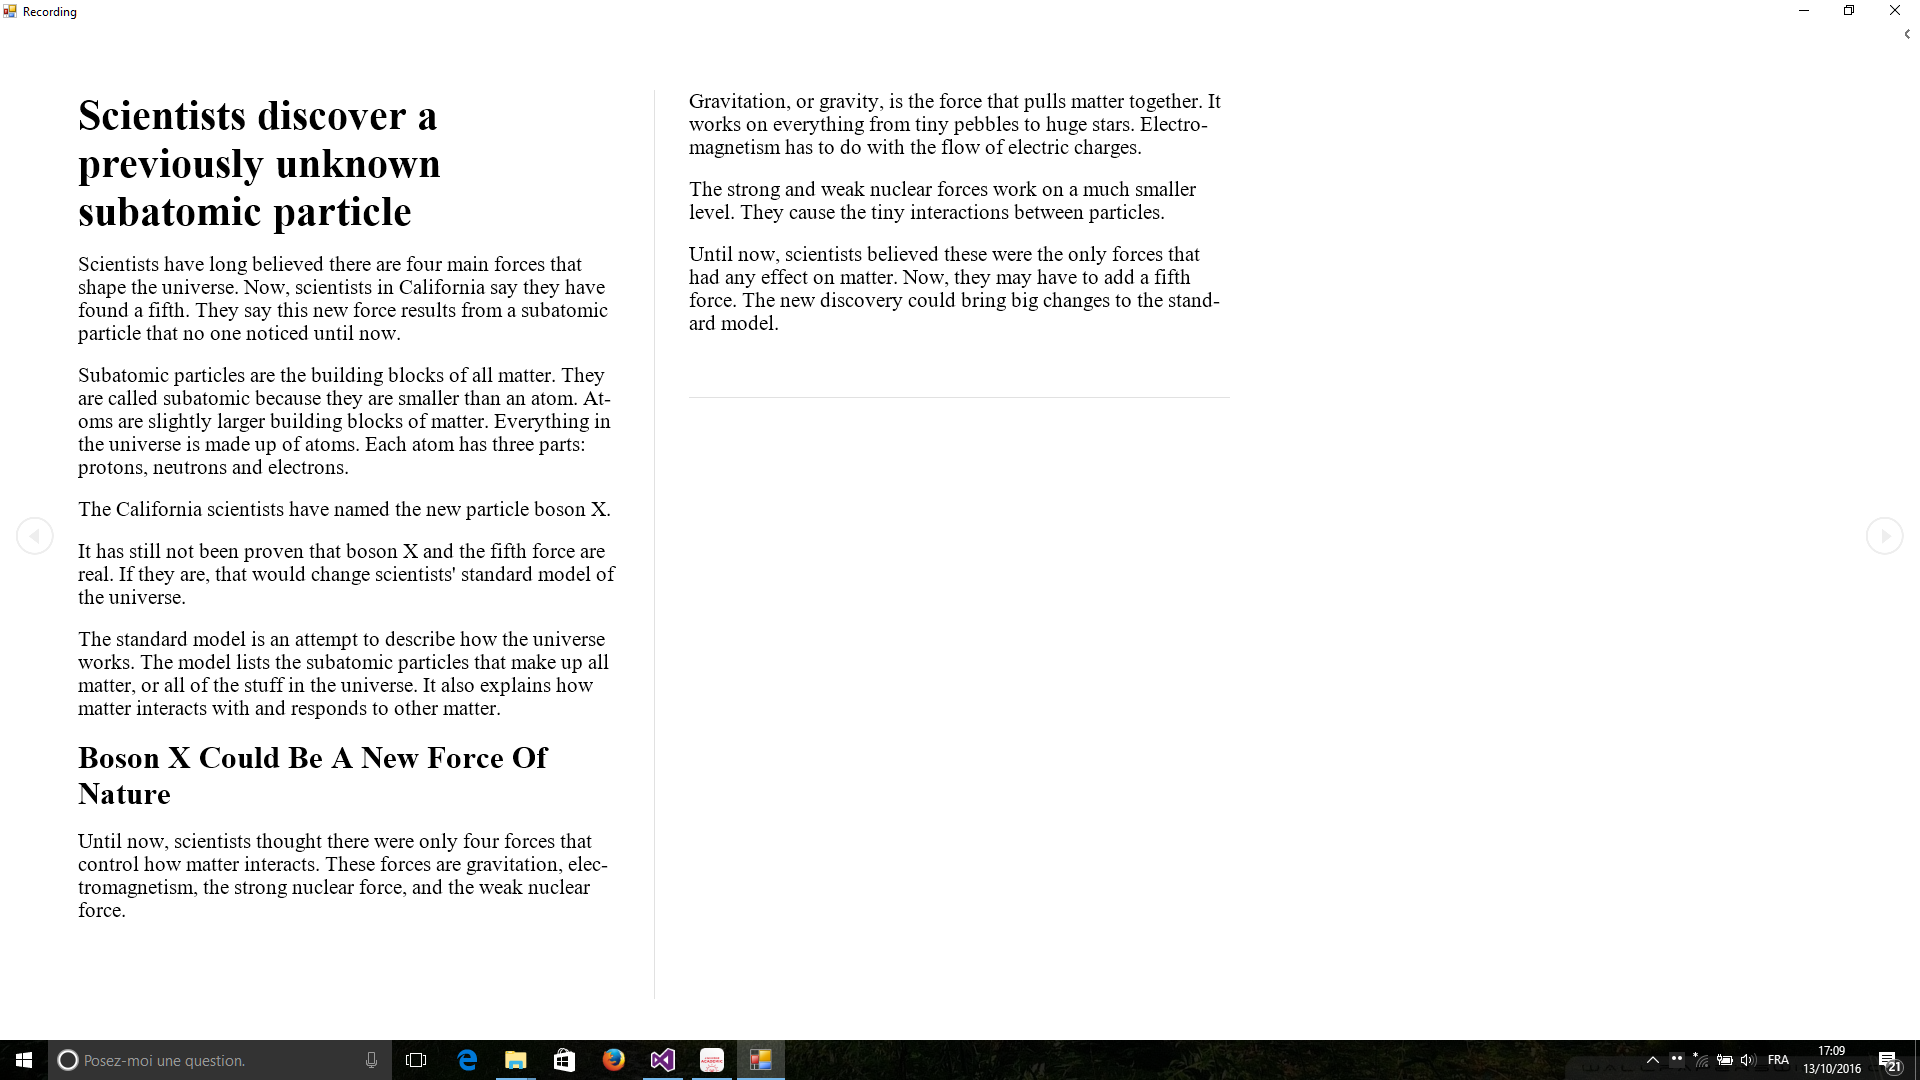 Recording
Scientists discover a
previously unknown
subatomic particle
Scientists have long believed there are four main forces that
shape the universe. Now, scientists in California say they have
found a fifth. They say this new force results from a subatomic
particle that no one noticed until now.
Subatomic particles are the building blocks of all matter. They
are called subatomic because they are smaller than an atom. At-
oms are slightly larger building blocks of matter. Everything in
the universe is made up of atoms. Each atom has three parts:
protons, neutrons and electrons.
The California scientists have named the new particle boson X.
It has still not been proven that boson X and the fifth force are
real. If they are, that would change scientists' standard model of
the universe.
The standard model is an attempt to describe how the universe
works. The model lists the subatomic particles that make up all
matter, or all of the stuff in the universe. It also explains how
matter interacts with and responds to other matter.
Boson X Could Be A New Force Of
Nature
Until now, scientists thought there were only four forces that
control how matter interacts. These forces are gravitation, elec-
tromagnetism, the strong nuclear force, and the weak nuclear
force.
Gravitation, or gravity, is the force that pulls matter together. It
works on everything from tiny pebbles to huge stars. Electro-
magnetism has to do with the flow of electric charges.
The strong and weak nuclear forces work on a much smaller
level. They cause the tiny interactions between particles.
Until now, scientists believed these were the only forces that
had any effect on matter. Now, they may have to add a fifth
force. The new discovery could bring big changes to the stand-
ard model.
Posez-moi une question.
FRA
17:09
13/10/2016
21